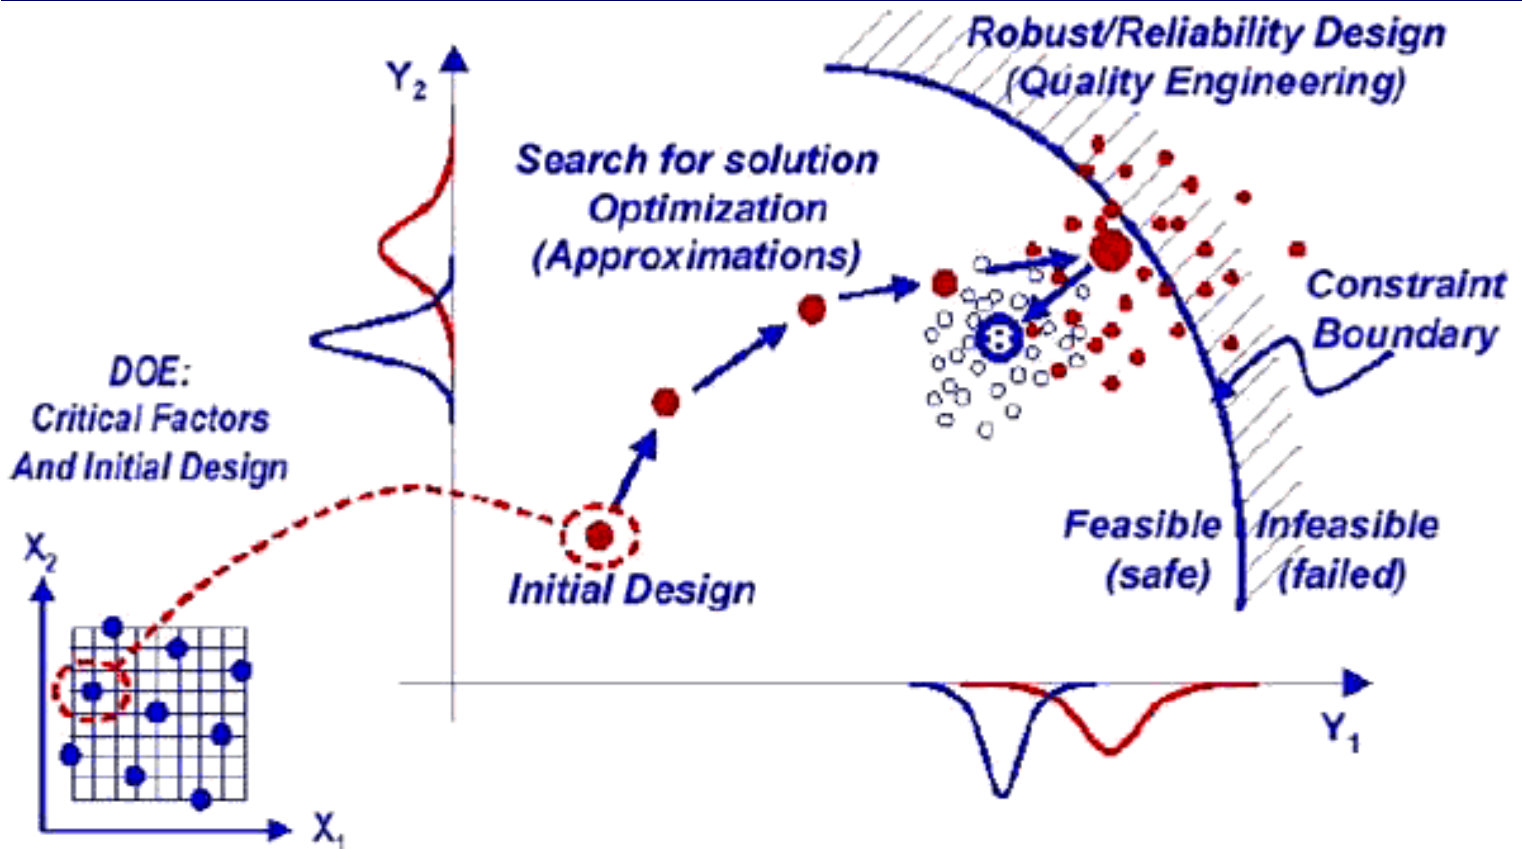 Robust/Reliability Design
(Quality Engineering)
Y2
Search for solution
Optimization
(Approximations)
Constraint
Boundary
DOE:
Critical Factors
And Initial Design
Feasible
(safe)
Infeasible
(failed)
Initial Design
X2
Y1
X1